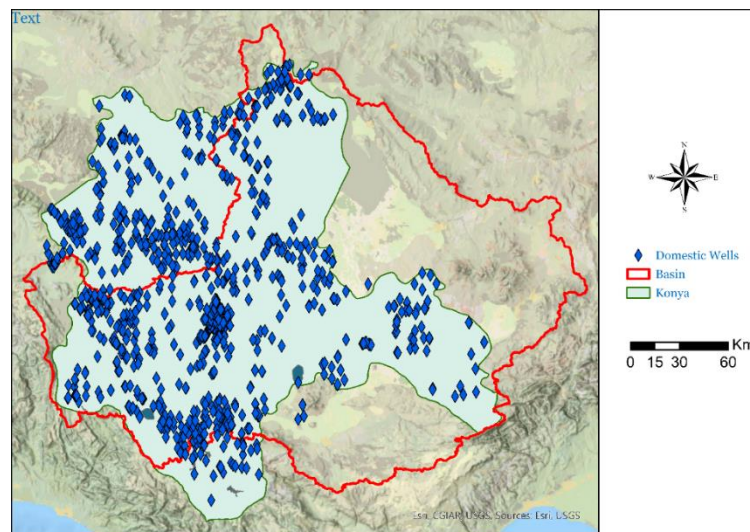 Text
N
W E
S
Domestic Wells
Basin
Konya
Km
0 15 30 60
Esri, CGIAR, USGS, Sources: Esri, USGS